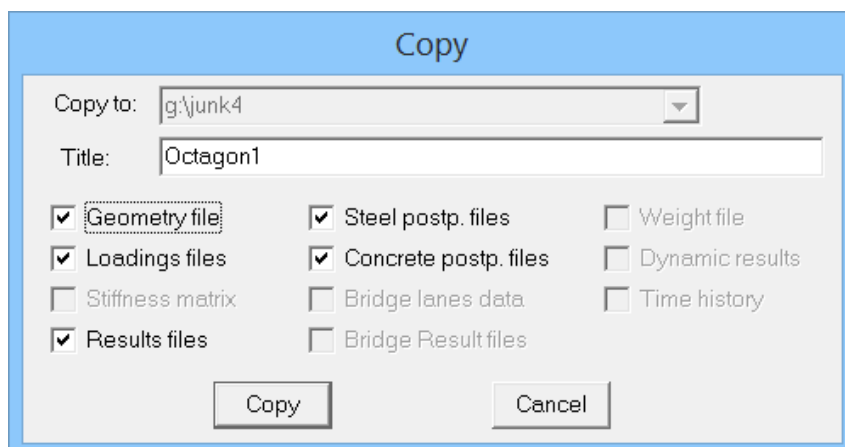 Copy
Copy to: g:\junk4
Title: Octagon1
Geometry file Steel postp. files Weight file
Loadings files Concrete postp. files Dynamic results
Stiffness matrix Bridge lanes data Time history
Results files Bridge Result files
Copy Cancel